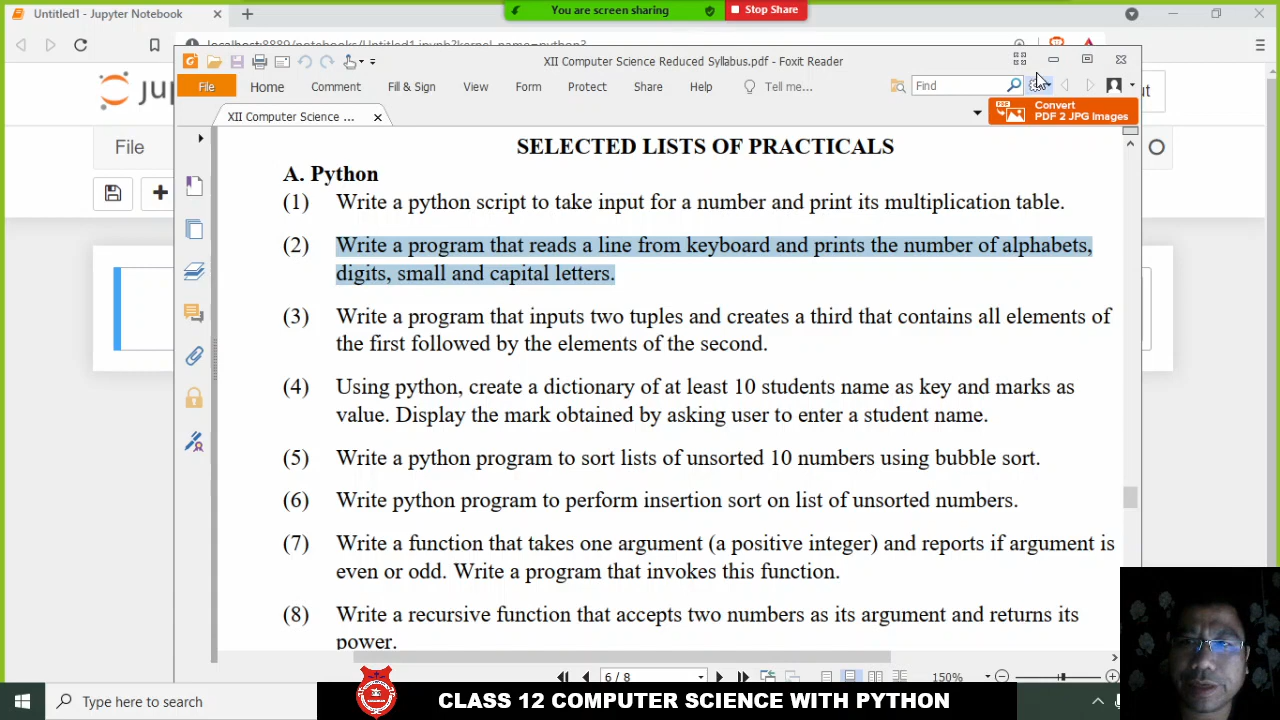 Untitled1 - Jupyter Notebook
You are screen sharing
Stop Share
XII Computer Science Reduced Syllabus.pdf - Foxit Reader
File
Home
Comment
Fill & Sign
View
Form
Protect
Share
Help
Tell me...
Find
XII Computer Science ...
Convert
PDF 2 JPG Images
File
SELECTED LISTS OF PRACTICALS
A. Python
(1) Write a python script to take input for a number and print its multiplication table.
(2) Write a program that reads a line from keyboard and prints the number of alphabets,
digits, small and capital letters.
(3) Write a program that inputs two tuples and creates a third that contains all elements of
the first followed by the elements of the second.
(4) Using python, create a dictionary of at least 10 students name as key and marks as
value. Display the mark obtained by asking user to enter a student name.
(5) Write a python program to sort lists of unsorted 10 numbers using bubble sort.
(6) Write python program to perform insertion sort on list of unsorted numbers.
(7) Write a function that takes one argument (a positive integer) and reports if argument is
even or odd. Write a program that invokes this function.
(8) Write a recursive function that accepts two numbers as its argument and returns its
power.
6 / 8
150%
Type here to search
CLASS 12 COMPUTER SCIENCE WITH PYTHON